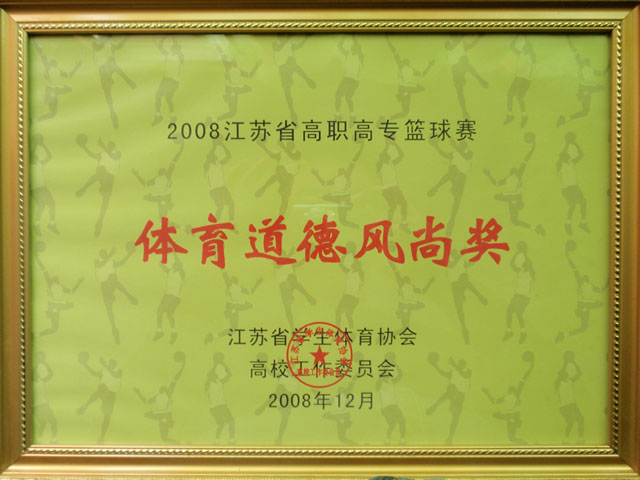 2008江苏省高职高专篮球赛
体育道德风尚奖
江苏省学生体育协会
高校工作委员会
2008年12月